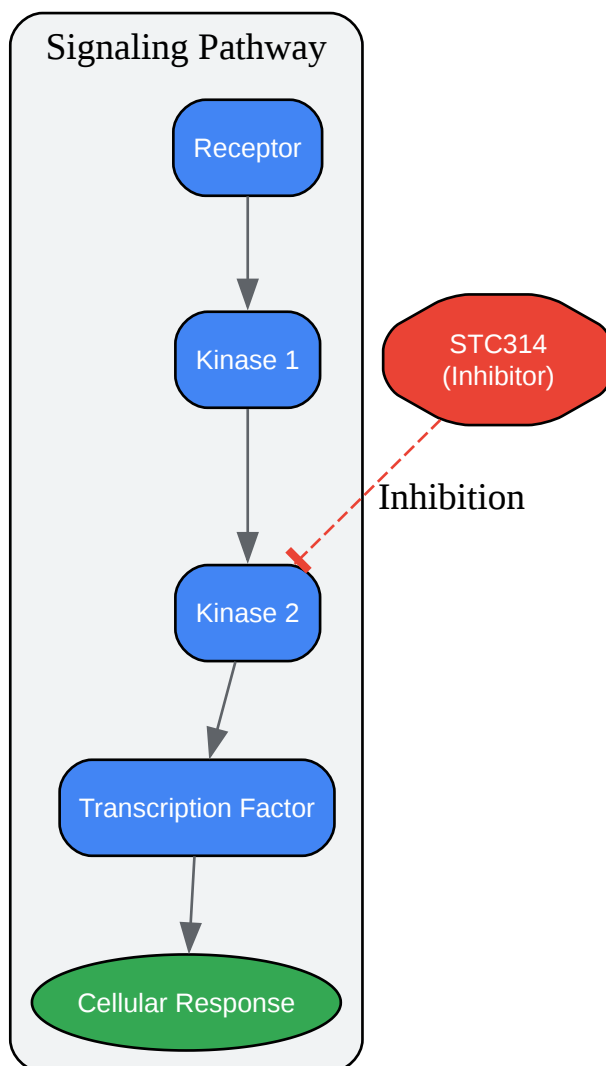 Signaling Pathway
Receptor
Kinase 1
STC314
(Inhibitor)
Inhibition
Kinase 2
Transcription Factor
Cellular Response